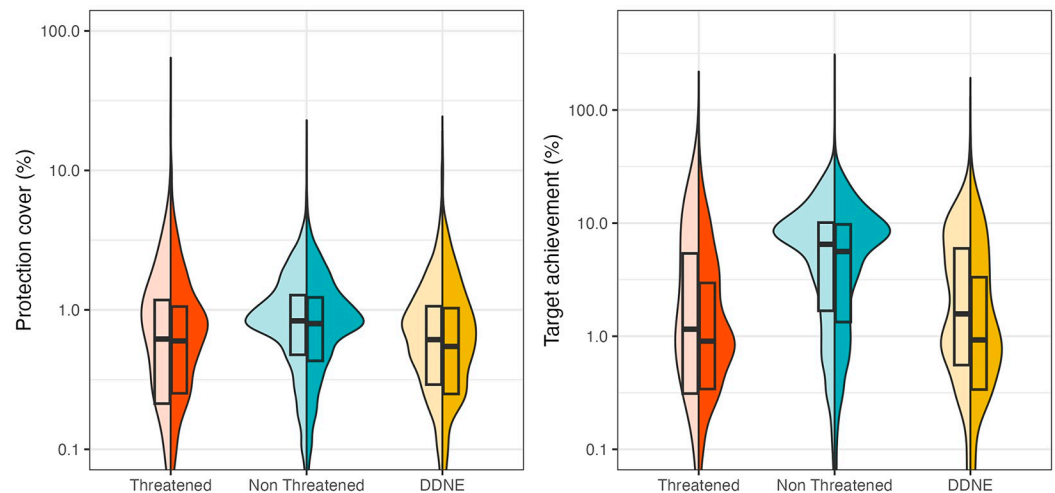 Protection cover (%)
100.0
10.0
1.0
0.1
Threatened Non Threatened DDNE
Target achievement (%)
100.0
10.0
1.0
0.1
Threatened Non Threatened DDNE